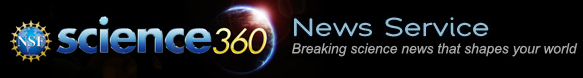 NSF science360 News Service
Breaking science news that shapes your world